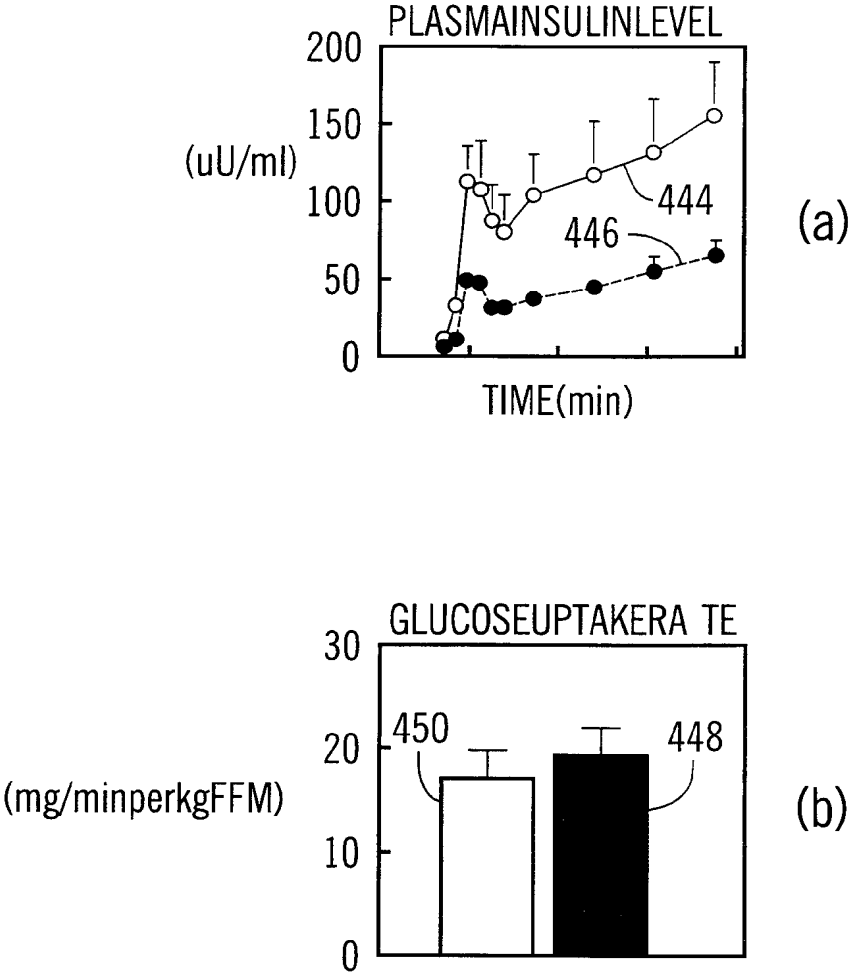 PLASMAINSULINLEVEL
200
150
(uU/ml)
100
444
(a)
446
50
0
TIME(min)
GLUCOSEUPTAKERA TE
30
450
448
20
(mg/minperkgFFM)
(b)
10
0